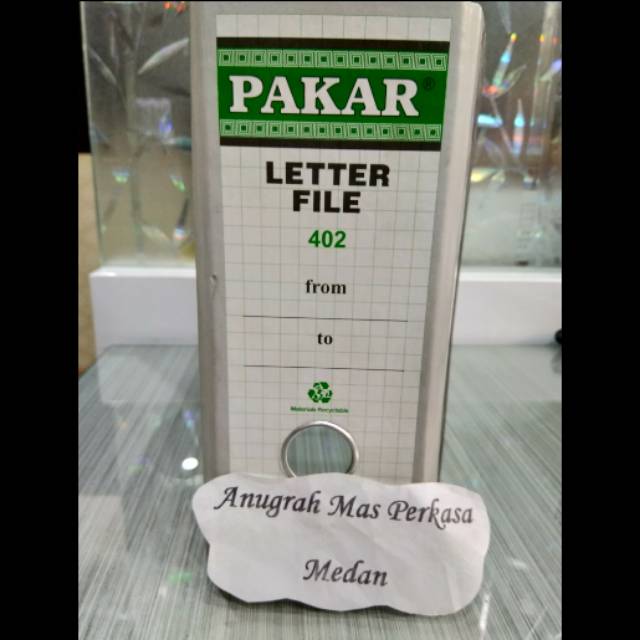 PAKAR®
LETTER
FILE
402
from
to
Materials Recyclable
Anugrah Mas Perkasa
Medan